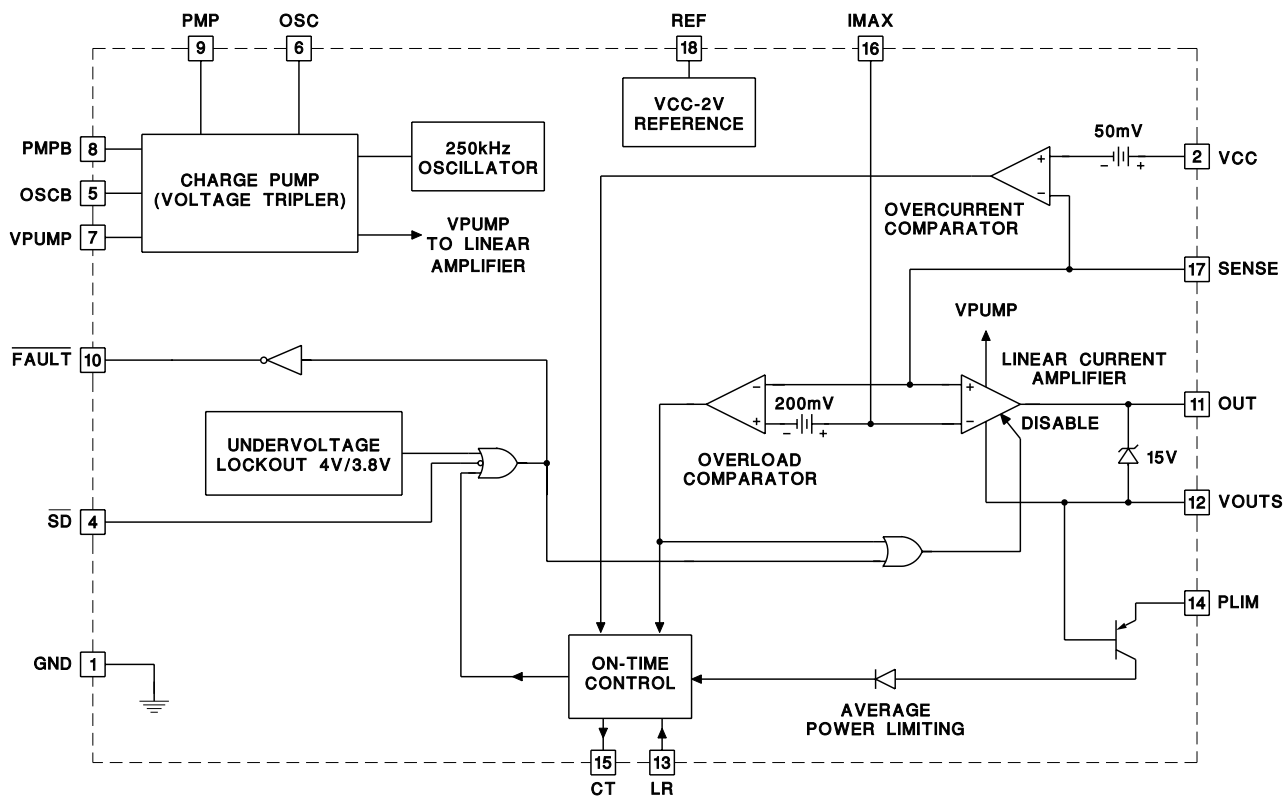 PMP
OSC
REF
IMAX
9
6
18
16
VCC-2V
REFERENCE
50mV
PMPB
8
250kHz
OSCILLATOR
+
−
+
2
VCC
CHARGE PUMP
(VOLTAGE TRIPLER)
OSCB
5
−
OVERCURRENT
COMPARATOR
VPUMP
7
VPUMP
TO LINEAR
AMPLIFIER
17
SENSE
VPUMP
FAULT
10
LINEAR CURRENT
AMPLIFIER
−
+
200mV
11
OUT
+
−
+
−
DISABLE
UNDERVOLTAGE
LOCKOUT 4V/3.8V
OVERLOAD
COMPARATOR
15V
12
VOUTS
SD
4
14
PLIM
GND
1
ON-TIME
CONTROL
AVERAGE
POWER LIMITING
15
13
CT
LR